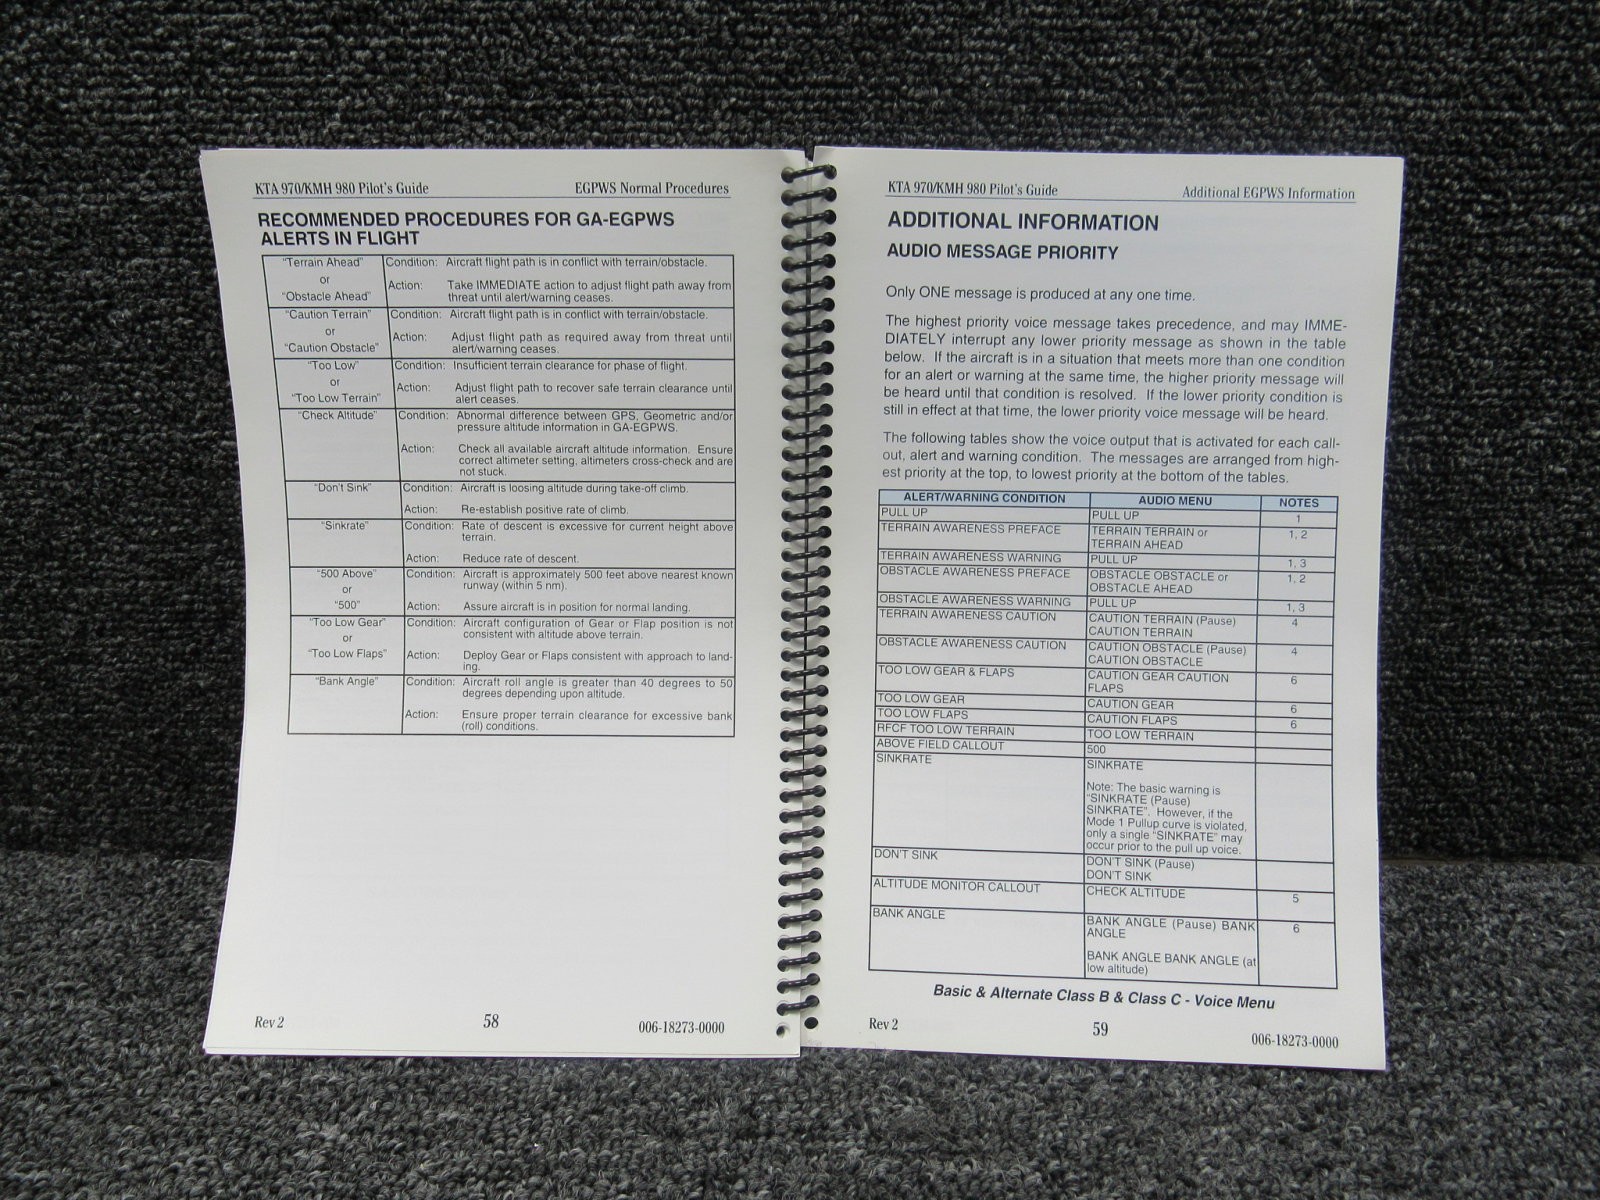 KTA 970/KMH 980 Pilot's Guide
EGPWS Normal Procedures
RECOMMENDED PROCEDURES FOR GA-EGPWS
ALERTS IN FLIGHT
"Terrain Ahead"
or
"Obstacle Ahead"
Condition: Aircraft flight path is in conflict with terrain/obstacle.
Action: Take IMMEDIATE action to adjust flight path away from
threat until alert/warning ceases.
"Caution Terrain"
or
"Caution Obstacle"
Condition: Aircraft flight path is in conflict with terrain/obstacle.
Action: Adjust flight path as required away from threat until
alert/warning ceases.
"Too Low"
or
"Too Low Terrain"
Condition: Insufficient terrain clearance for phase of flight.
Action: Adjust flight path to recover safe terrain clearance until
alert ceases.
"Check Altitude"
Condition: Abnormal difference between GPS, Geometric and/or
pressure altitude information in GA-EGPWS.
Action: Check all available aircraft altitude information. Ensure
correct altimeter setting, altimeters cross-check and are
not stuck.
"Don't Sink"
Condition: Aircraft is loosing altitude during take-off climb.
Action: Re-establish positive rate of climb.
"Sinkrate"
Condition: Rate of descent is excessive for current height above
terrain.
Action: Reduce rate of descent.
"500 Above"
or
"500"
Condition: Aircraft is approximately 500 feet above nearest known
runway (within 5 nm).
Action: Assure aircraft is in position for normal landing.
"Too Low Gear"
or
"Too Low Flaps"
Condition: Aircraft configuration of Gear or Flap position is not
consistent with altitude above terrain.
Action: Deploy Gear or Flaps consistent with approach to land-
ing.
"Bank Angle"
Condition: Aircraft roll angle is greater than 40 degrees to 50
degrees depending upon altitude.
Action: Ensure proper terrain clearance for excessive bank
(roll) conditions.
Rev 2
58
006-18273-0000
KTA 970/KMH 980 Pilot's Guide
Additional EGPWS Information
ADDITIONAL INFORMATION
AUDIO MESSAGE PRIORITY
Only ONE message is produced at any one time.
The highest priority voice message takes precedence, and may IMME-
DIATELY interrupt any lower priority message as shown in the table
below. If the aircraft is in a situation that meets more than one condition
for an alert or warning at the same time, the higher priority message will
be heard until that condition is resolved. If the lower priority condition is
still in effect at that time, the lower priority voice message will be heard.
The following tables show the voice output that is activated for each call-
out, alert and warning condition. The messages are arranged from high-
est priority at the top, to lowest priority at the bottom of the tables.
ALERT/WARNING CONDITION AUDIO MENU NOTES
PULL UP PULL UP 1
TERRAIN AWARENESS PREFACE TERRAIN TERRAIN or 1, 2
TERRAIN AHEAD
TERRAIN AWARENESS WARNING PULL UP 1, 3
OBSTACLE AWARENESS PREFACE OBSTACLE OBSTACLE or 1, 2
OBSTACLE AHEAD
OBSTACLE AWARENESS WARNING PULL UP 1, 3
TERRAIN AWARENESS CAUTION CAUTION TERRAIN (Pause) 4
CAUTION TERRAIN
OBSTACLE AWARENESS CAUTION CAUTION OBSTACLE (Pause) 4
CAUTION OBSTACLE
TOO LOW GEAR & FLAPS CAUTION GEAR CAUTION 6
FLAPS
TOO LOW GEAR CAUTION GEAR 6
TOO LOW FLAPS CAUTION FLAPS 6
RFCF TOO LOW TERRAIN TOO LOW TERRAIN
ABOVE FIELD CALLOUT 500
SINKRATE SINKRATE
Note: The basic warning is
"SINKRATE (Pause)
SINKRATE". However, if the
Mode 1 Pullup curve is violated,
only a single "SINKRATE" may
occur prior to the pull up voice.
DON'T SINK DON'T SINK (Pause)
DON'T SINK
ALTITUDE MONITOR CALLOUT CHECK ALTITUDE 5
BANK ANGLE BANK ANGLE (Pause) BANK 6
ANGLE
BANK ANGLE BANK ANGLE (at
low altitude)
Basic & Alternate Class B & Class C - Voice Menu
Rev 2
59
006-18273-0000